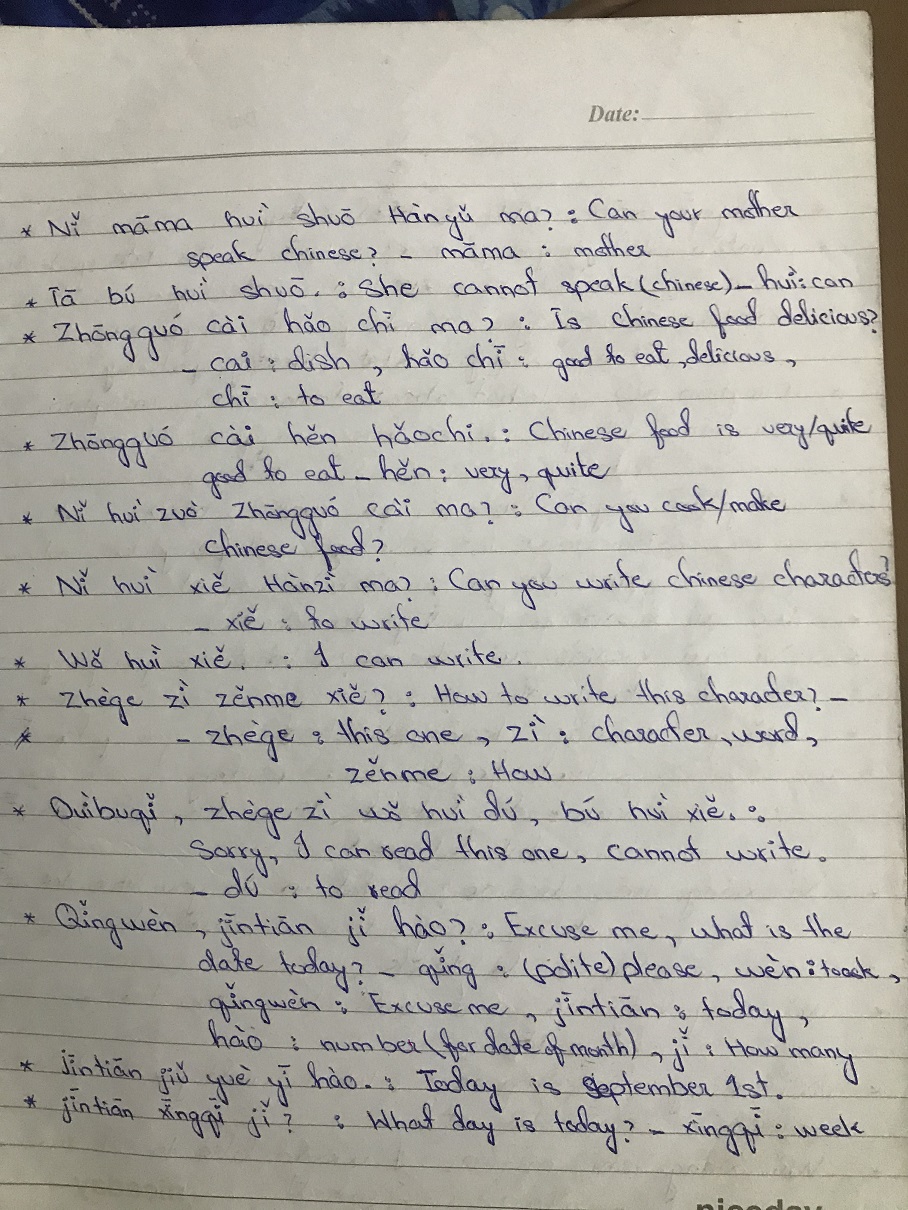 Date:
* Nǐ māma huì shuō Hànyǔ ma? : Can your mother
speak chinese? - māma : mother
* Tā bú huì shuō. : She cannot speak (chinese) - huì : can
* Zhōngguó cài hǎo chī ma? : Is Chinese food delicious?
- cài : dish, hǎo chī : good to eat, delicious,
chī : to eat
* Zhōngguó cài hěn hǎochi. : Chinese food is very/quite
good to eat - hěn : very, quite
* Nǐ huì zuò Zhōngguó cài ma? : Can you cook/make
Chinese food?
* Nǐ huì xiě Hànzì ma? : Can you write chinese characters?
- xiě : to write
* Wǒ huì xiě. : I can write.
* Zhège zì zěnme xiě? : How to write this character? -
* - zhège : this one, zì : character, word,
zěnme : How
* Duìbuqǐ, zhège zì wǒ huì dú, bú huì xiě. :
Sorry, I can read this one, cannot write.
- dú : to read
* Qǐngwèn, jīntiān jǐ hào? : Excuse me, what is the
date today? - qǐng : (polite) please, wèn : to ask,
qǐngwèn : Excuse me, jīntiān : today,
hào : number (for date of month), jǐ : How many
* Jīntiān jiǔ yuè yī hào. : Today is September 1st.
* jīntiān xīngqī jǐ? : What day is today? - xīngqī : week